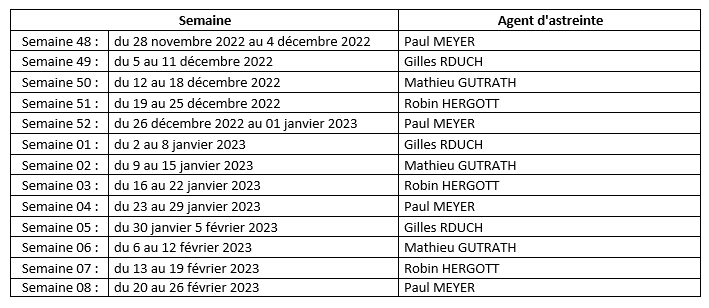 Semaine Agent d'astreinte
Semaine 48 : du 28 novembre 2022 au 4 décembre 2022 Paul MEYER
Semaine 49 : du 5 au 11 décembre 2022 Gilles RDUCH
Semaine 50 : du 12 au 18 décembre 2022 Mathieu GUTRATH
Semaine 51 : du 19 au 25 décembre 2022 Robin HERGOTT
Semaine 52 : du 26 décembre 2022 au 01 janvier 2023 Paul MEYER
Semaine 01 : du 2 au 8 janvier 2023 Gilles RDUCH
Semaine 02 : du 9 au 15 janvier 2023 Mathieu GUTRATH
Semaine 03 : du 16 au 22 janvier 2023 Robin HERGOTT
Semaine 04 : du 23 au 29 janvier 2023 Paul MEYER
Semaine 05 : du 30 janvier 5 février 2023 Gilles RDUCH
Semaine 06 : du 6 au 12 février 2023 Mathieu GUTRATH
Semaine 07 : du 13 au 19 février 2023 Robin HERGOTT
Semaine 08 : du 20 au 26 février 2023 Paul MEYER